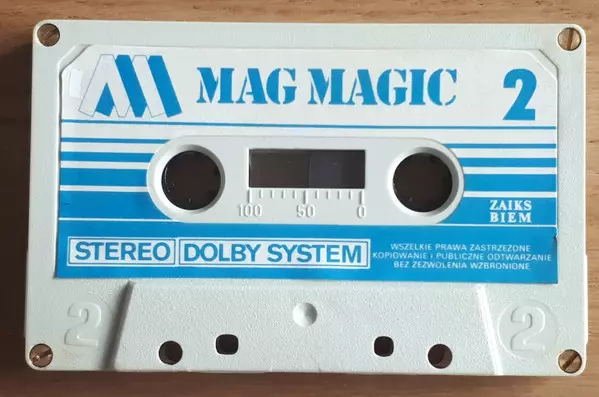 MAG MAGIC 2
100 50 0
ZAIKS
BIEM
STEREO DOLBY SYSTEM
WSZELKIE PRAWA ZASTRZEŻONE
KOPIOWANIE I PUBLICZNE ODTWARZANIE
BEZ ZEZWOLENIA WZBRONIONE
2 2